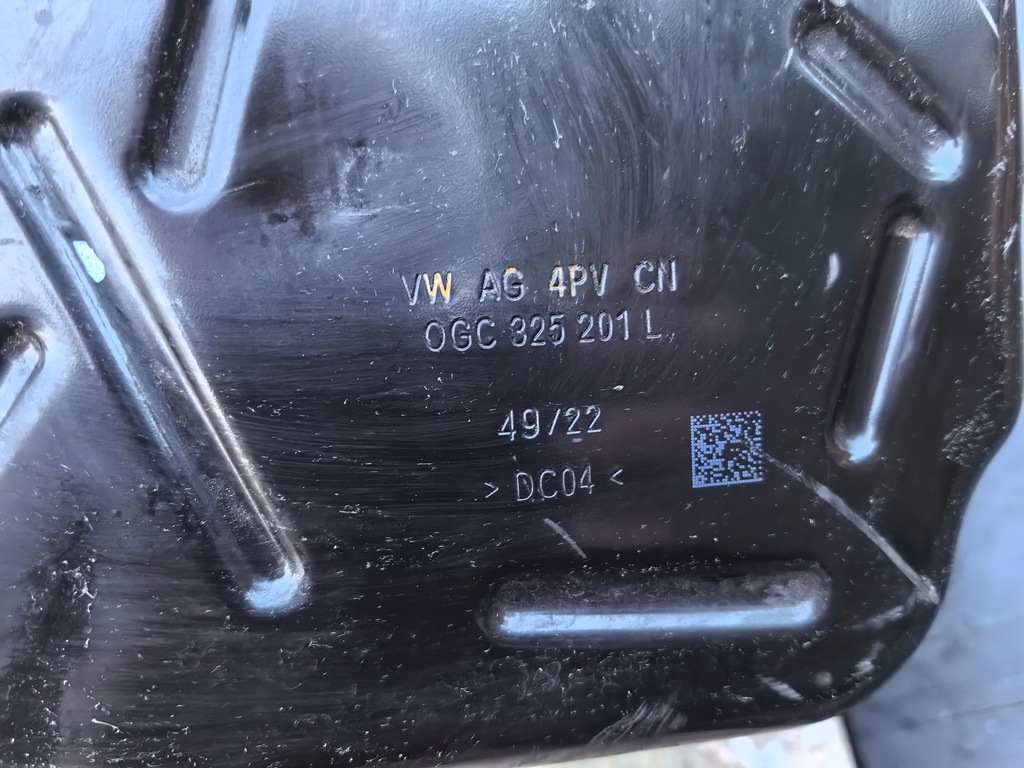 VW AG 4PV CN
0GC 325 201 L
49/22
> DC04 <